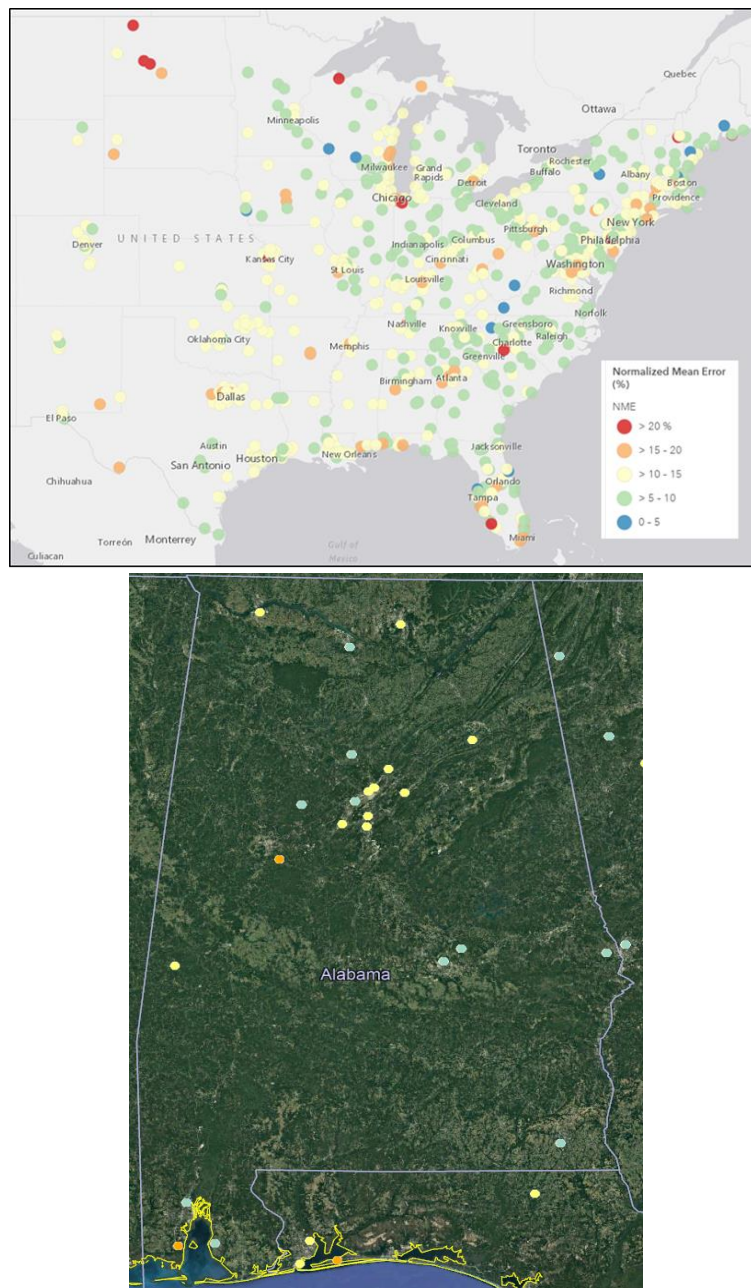 Quebec
Ottawa
Minneapolis
Toronto
Rochester
Milwaukee
Grand
Rapids
Buffalo
Albany
Detroit
Boston
Chicago
Cleveland
Providence
New York
Denver
UNITED STATES
Pittsburgh
Indianapolis
Columbus
Philadelphia
Kansas City
St Louis
Cincinnati
Washington
Louisville
Richmond
Norfolk
Nashville
Knoxville
Greensboro
Oklahoma City
Raleigh
Charlotte
Memphis
Greenville
Birmingham
Atlanta
Dallas
El Paso
Austin
Jacksonville
Houston
New Orleans
San Antonio
Chihuahua
Orlando
Tampa
Torreón
Monterrey
Gulf of
Mexico
Miami
Culiacan
Normalized Mean Error
(%)
NME
> 20 %
> 15 - 20
> 10 - 15
> 5 - 10
0 - 5
Alabama